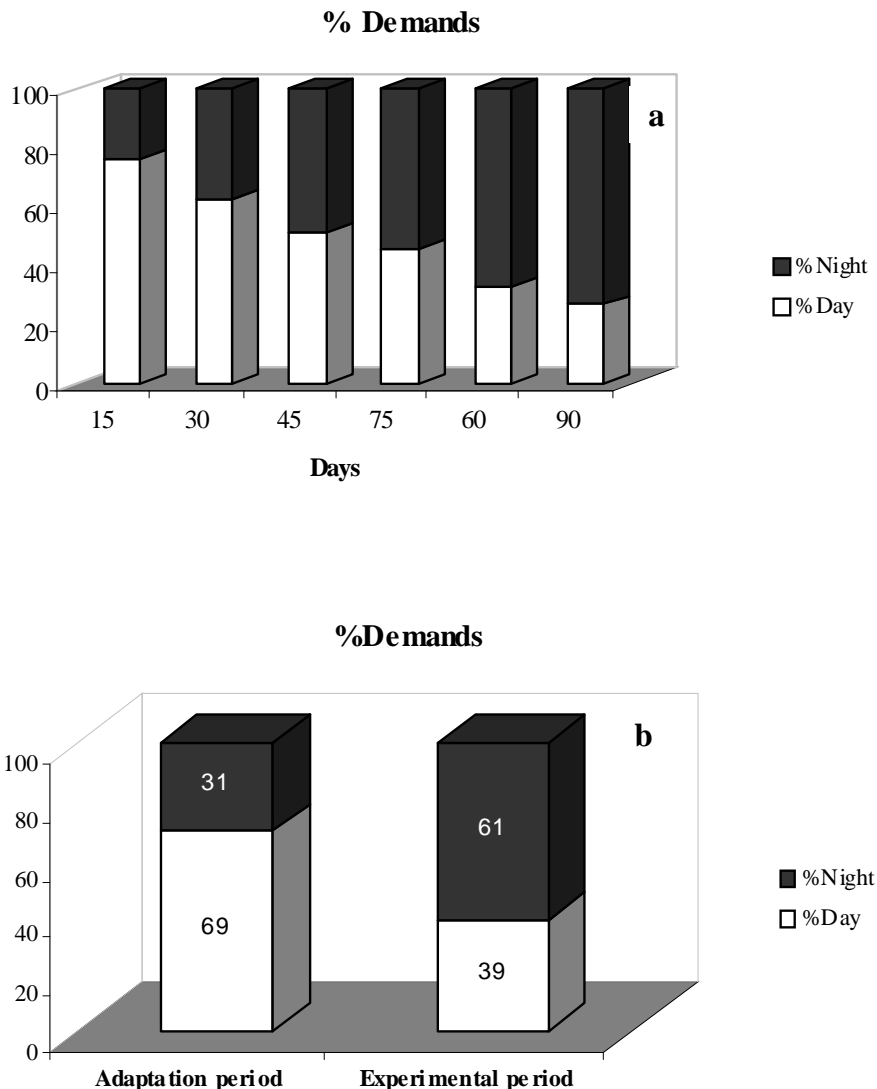 % Demands
a
100
80
60
40
20
0
15 30 45 75 60 90
Days
% Night
% Day
%Demands
b
100
80
60
40
20
0
31
69
61
39
Adaptation period Experimental period
%Night
%Day